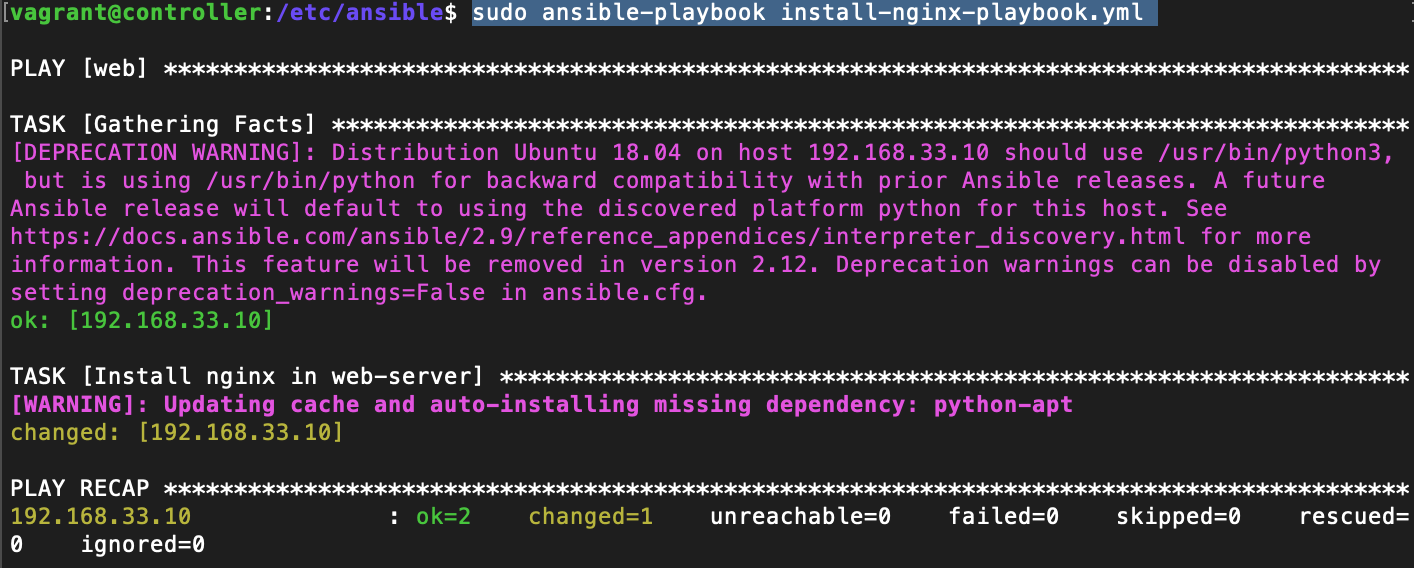 [vagrant@controller:/etc/ansible$ sudo ansible-playbook install-nginx-playbook.yml
PLAY [web] *****************************************************************************************
TASK [Gathering Facts] *****************************************************************************
[DEPRECATION WARNING]: Distribution Ubuntu 18.04 on host 192.168.33.10 should use /usr/bin/python3,
 but is using /usr/bin/python for backward compatibility with prior Ansible releases. A future
Ansible release will default to using the discovered platform python for this host. See
https://docs.ansible.com/ansible/2.9/reference_appendices/interpreter_discovery.html for more
information. This feature will be removed in version 2.12. Deprecation warnings can be disabled by
setting deprecation_warnings=False in ansible.cfg.
ok: [192.168.33.10]
TASK [Install nginx in web-server] *****************************************************************
[WARNING]: Updating cache and auto-installing missing dependency: python-apt
changed: [192.168.33.10]
PLAY RECAP *****************************************************************************************
192.168.33.10              : ok=2    changed=1    unreachable=0    failed=0    skipped=0    rescued=
0    ignored=0